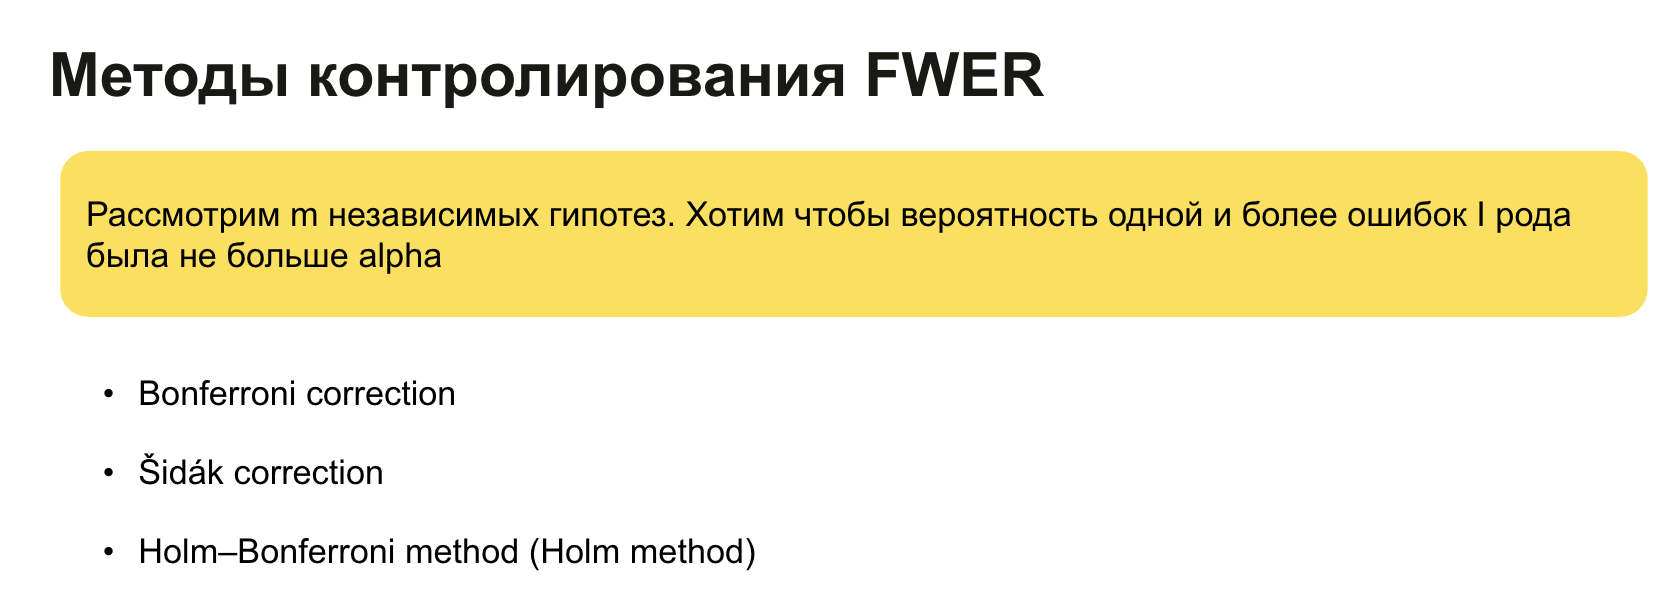 Методы контролирования FWER
Рассмотрим m независимых гипотез. Хотим чтобы вероятность одной и более ошибок I рода
была не больше alpha
• Bonferroni correction
• Šidák correction
• Holm–Bonferroni method (Holm method)